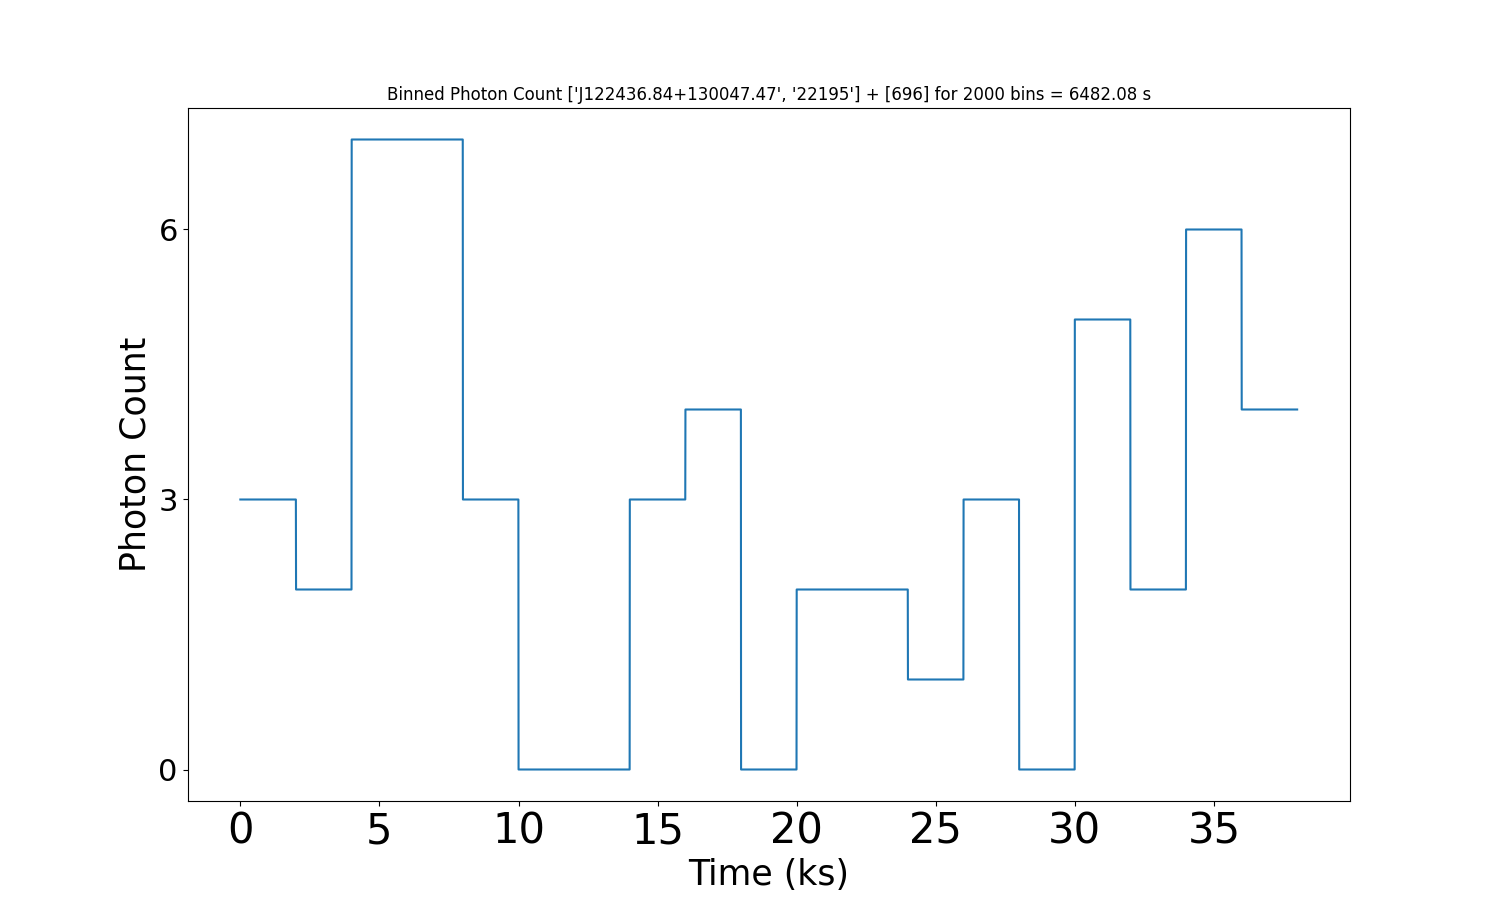 Binned Photon Count ['J122436.84+130047.47', '22195'] + [696] for 2000 bins = 6482.08 s
6
3
0
Photon Count
0 5 10 15 20 25 30 35
Time (ks)